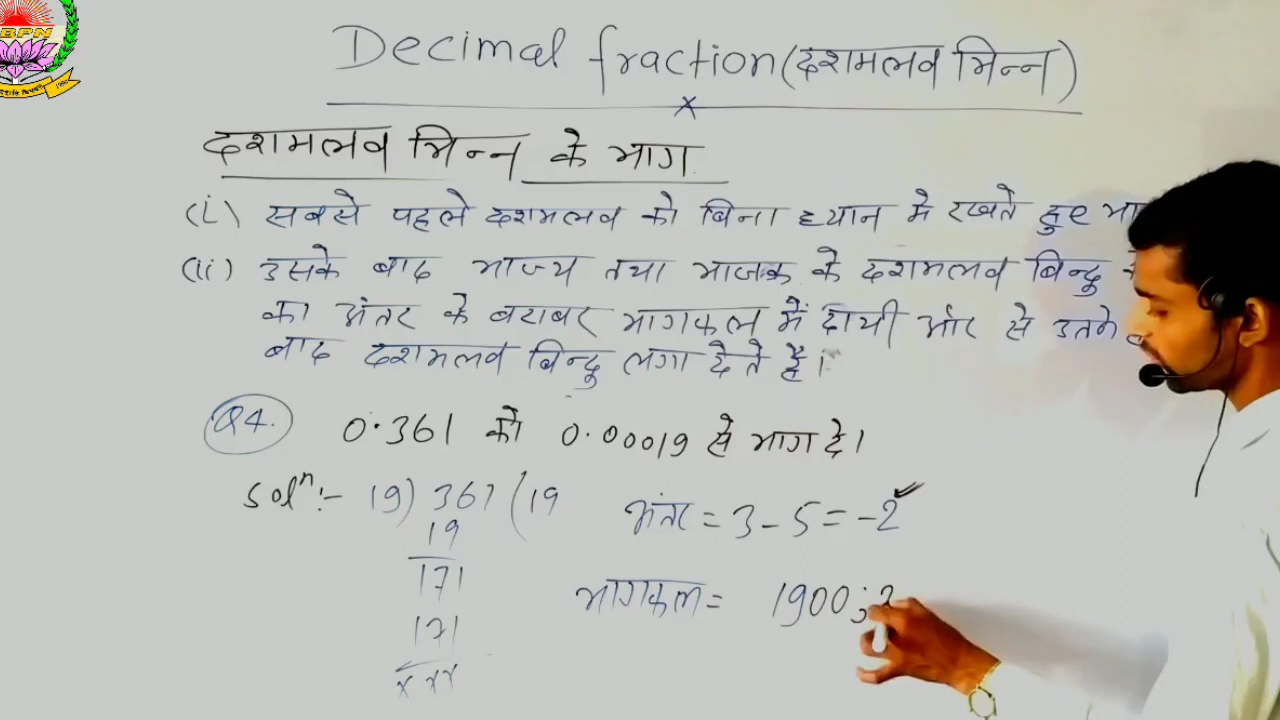 BPN
Decimal fraction (दशमलव भिन्न)
दशमलव भिन्न के भाग
(i) सबसे पहले दशमलव को बिना ध्यान में रखते हुए
(ii) उसके बाद भाज्य तथा भाजक के दशमलव बिन्दु
का अंतर के बराबर भागफल में दायी ओर से उतने
बाद दशमलव बिन्दु लगा देते है।
Q4. 0.361 को 0.00019 से भाग दे।
Solⁿ:- 19) 361 (19 अंतर = 3 - 5 = -2
19
171 भागफल = 1900;
171
x x x